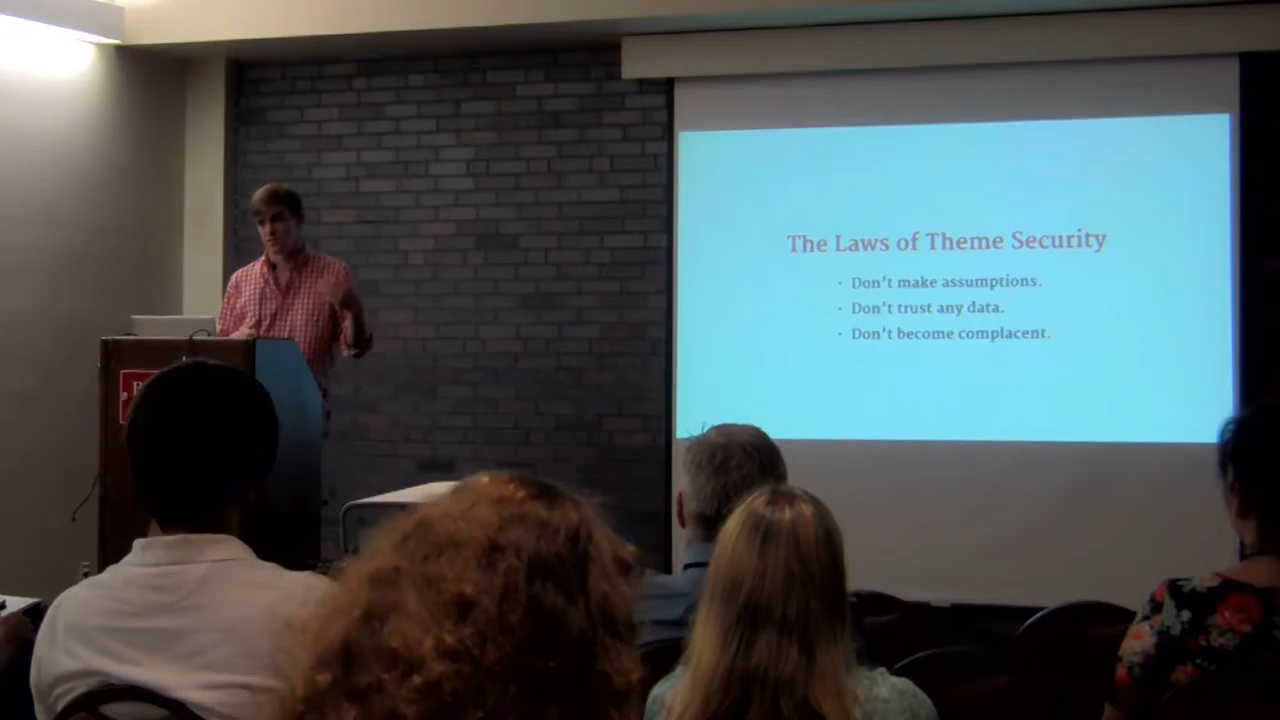 The Laws of Theme Security
· Don't make assumptions.
· Don't trust any data.
· Don't become complacent.